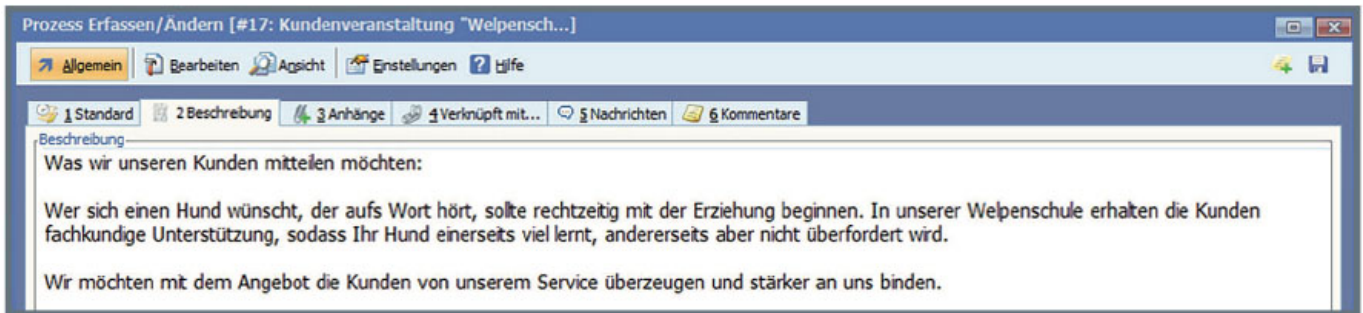 Prozess Erfassen/Ändern [#17: Kundenveranstaltung "Welpensch...]
Allgemein Bearbeiten Ansicht Einstellungen Hilfe
1 Standard 2 Beschreibung 3 Anhänge 4 Verknüpft mit... 5 Nachrichten 6 Kommentare
Beschreibung
Was wir unseren Kunden mitteilen möchten:
Wer sich einen Hund wünscht, der aufs Wort hört, sollte rechtzeitig mit der Erziehung beginnen. In unserer Welpenschule erhalten die Kunden
fachkundige Unterstützung, sodass Ihr Hund einerseits viel lernt, andererseits aber nicht überfordert wird.
Wir möchten mit dem Angebot die Kunden von unserem Service überzeugen und stärker an uns binden.